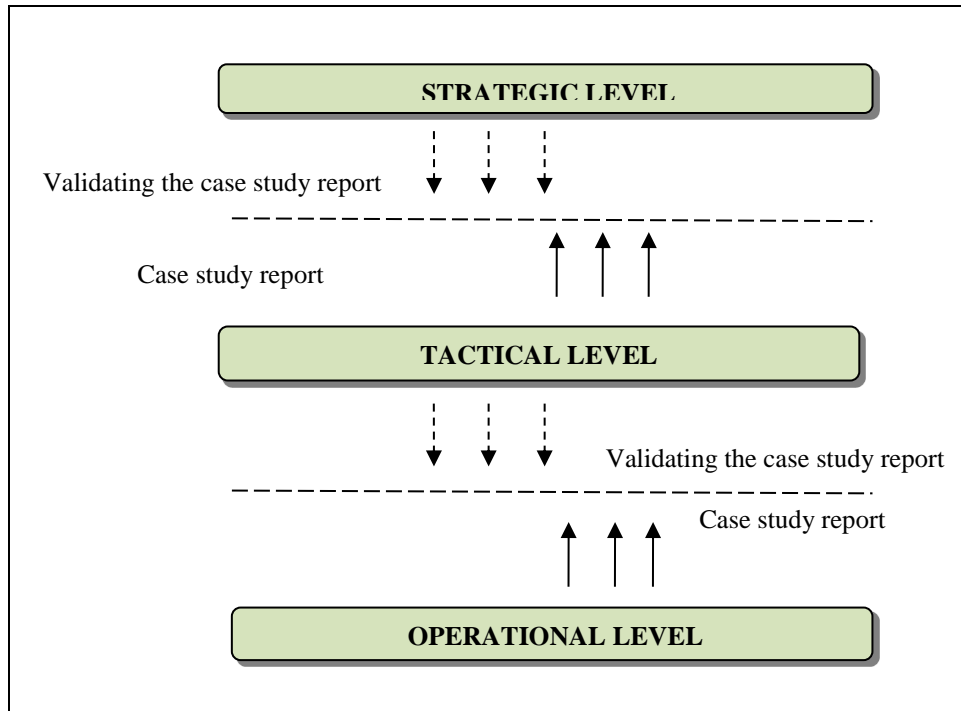 STRATEGIC LEVEL
Validating the case study report
Case study report
TACTICAL LEVEL
Validating the case study report
Case study report
OPERATIONAL LEVEL